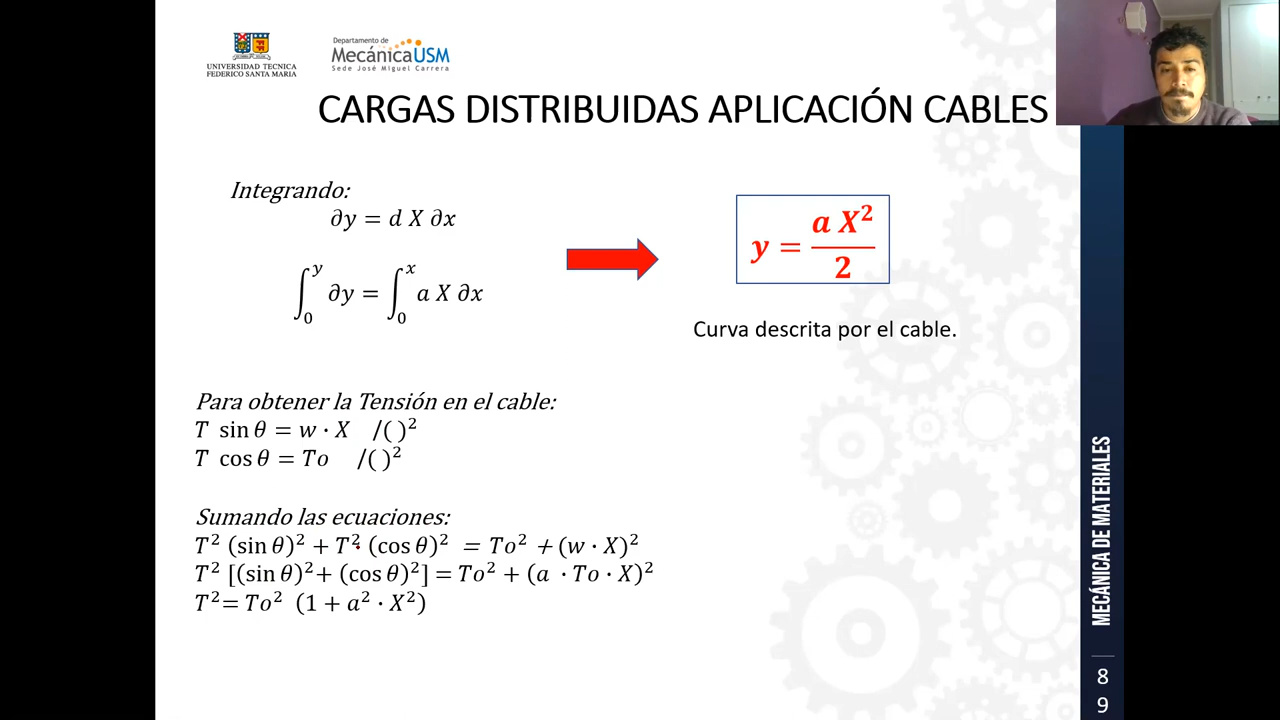 UNIVERSIDAD TECNICA
FEDERICO SANTA MARIA
Departamento de
MecánicaUSM
Sede José Miguel Carrera
CARGAS DISTRIBUIDAS APLICACIÓN CABLES
Integrando:
∂y = d X ∂x
∫₀ʸ ∂y = ∫₀ˣ a X ∂x
y = a X² / 2
Curva descrita por el cable.
Para obtener la Tensión en el cable:
T sin θ = w · X /( )²
T cos θ = To /( )²
Sumando las ecuaciones:
T² (sin θ)² + T² (cos θ)² = To² + (w · X)²
T² [(sin θ)² + (cos θ)²] = To² + (a · To · X)²
T² = To² (1 + a² · X²)
MECÁNICA DE MATERIALES
8
9